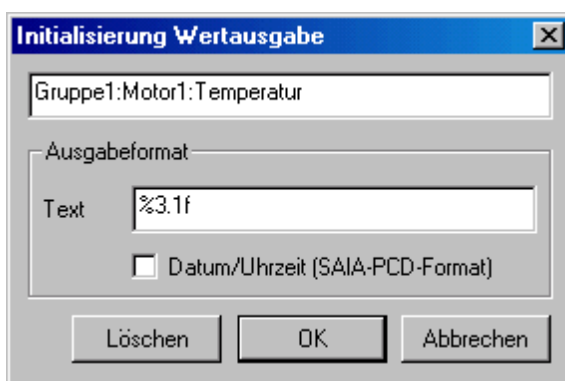 Initialisierung Wertausgabe
Gruppe1:Motor1:Temperatur
Ausgabeformat
Text %3.1f
Datum/Uhrzeit (SAIA-PCD-Format)
Löschen OK Abbrechen